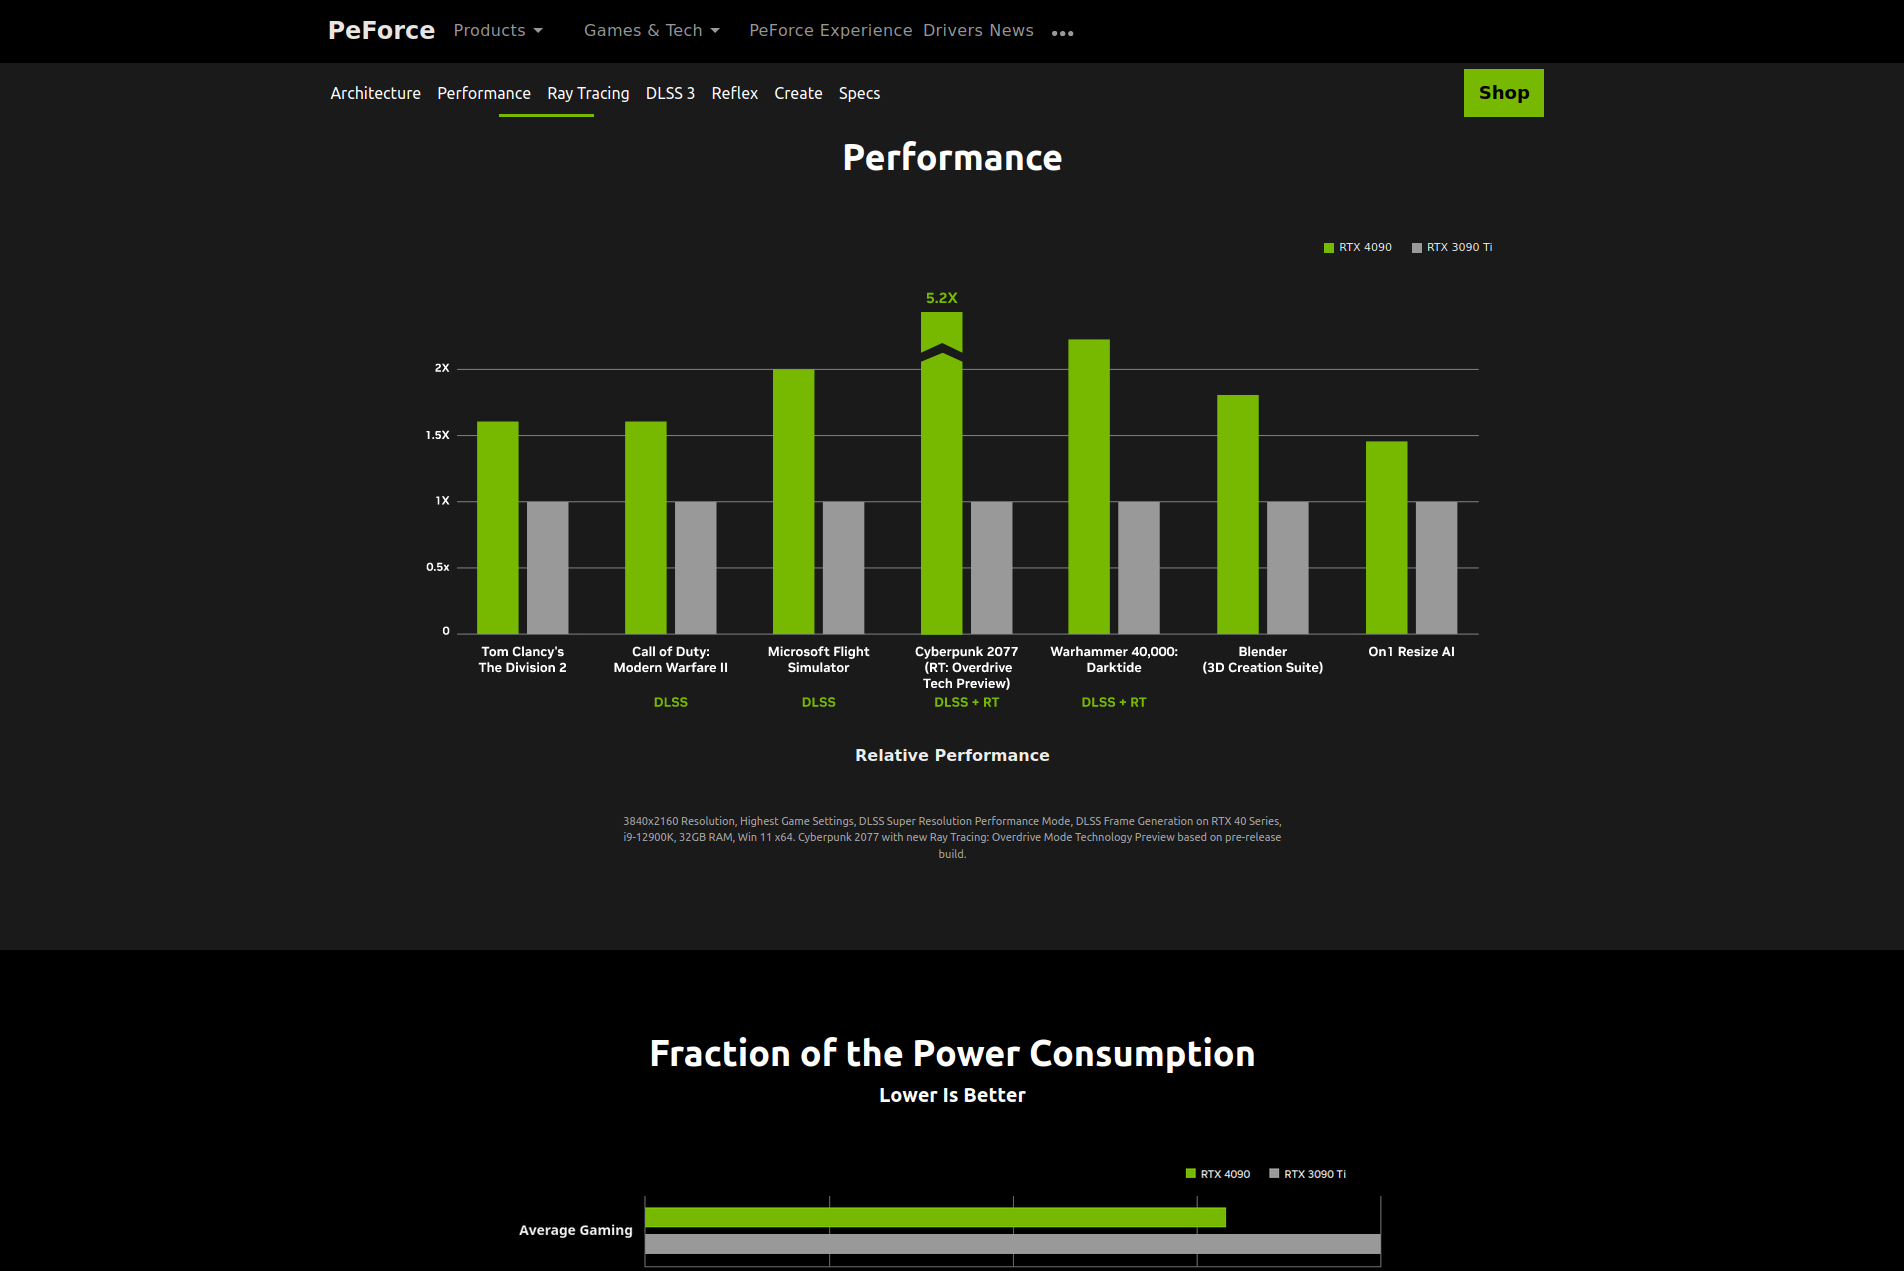 PeForce Products Games & Tech PeForce Experience Drivers News
Architecture Performance Ray Tracing DLSS 3 Reflex Create Specs Shop
Performance
RTX 4090 RTX 3090 Ti
5.2X
2X
1.5X
1X
0.5x
0
Tom Clancy's
The Division 2
Call of Duty:
Modern Warfare II
DLSS
Microsoft Flight
Simulator
DLSS
Cyberpunk 2077
(RT: Overdrive
Tech Preview)
DLSS + RT
Warhammer 40,000:
Darktide
DLSS + RT
Blender
(3D Creation Suite)
On1 Resize AI
Relative Performance
3840x2160 Resolution, Highest Game Settings, DLSS Super Resolution Performance Mode, DLSS Frame Generation on RTX 40 Series,
i9-12900K, 32GB RAM, Win 11 x64. Cyberpunk 2077 with new Ray Tracing: Overdrive Mode Technology Preview based on pre-release
build.
Fraction of the Power Consumption
Lower Is Better
RTX 4090 RTX 3090 Ti
Average Gaming